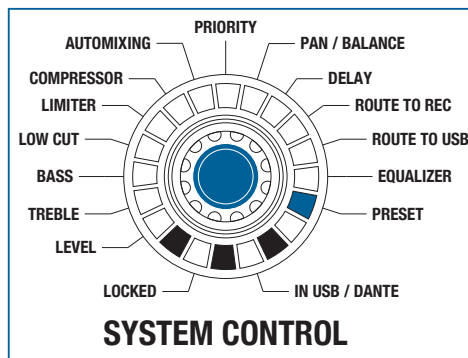 PRIORITY
AUTOMIXING
PAN / BALANCE
COMPRESSOR
DELAY
LIMITER
ROUTE TO REC
LOW CUT
ROUTE TO USB
BASS
EQUALIZER
TREBLE
PRESET
LEVEL
LOCKED
IN USB / DANTE
SYSTEM CONTROL